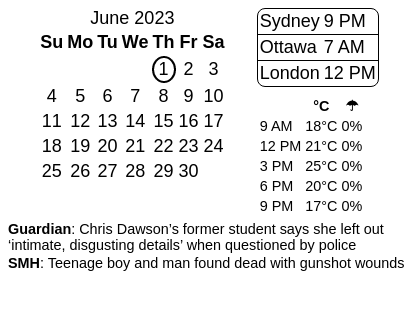 June 2023
Su Mo Tu We Th Fr Sa
1 2 3
4 5 6 7 8 9 10
11 12 13 14 15 16 17
18 19 20 21 22 23 24
25 26 27 28 29 30
Sydney 9 PM
Ottawa 7 AM
London 12 PM
°C ☂
9 AM 18°C 0%
12 PM 21°C 0%
3 PM 25°C 0%
6 PM 20°C 0%
9 PM 17°C 0%
Guardian: Chris Dawson’s former student says she left out
‘intimate, disgusting details’ when questioned by police
SMH: Teenage boy and man found dead with gunshot wounds